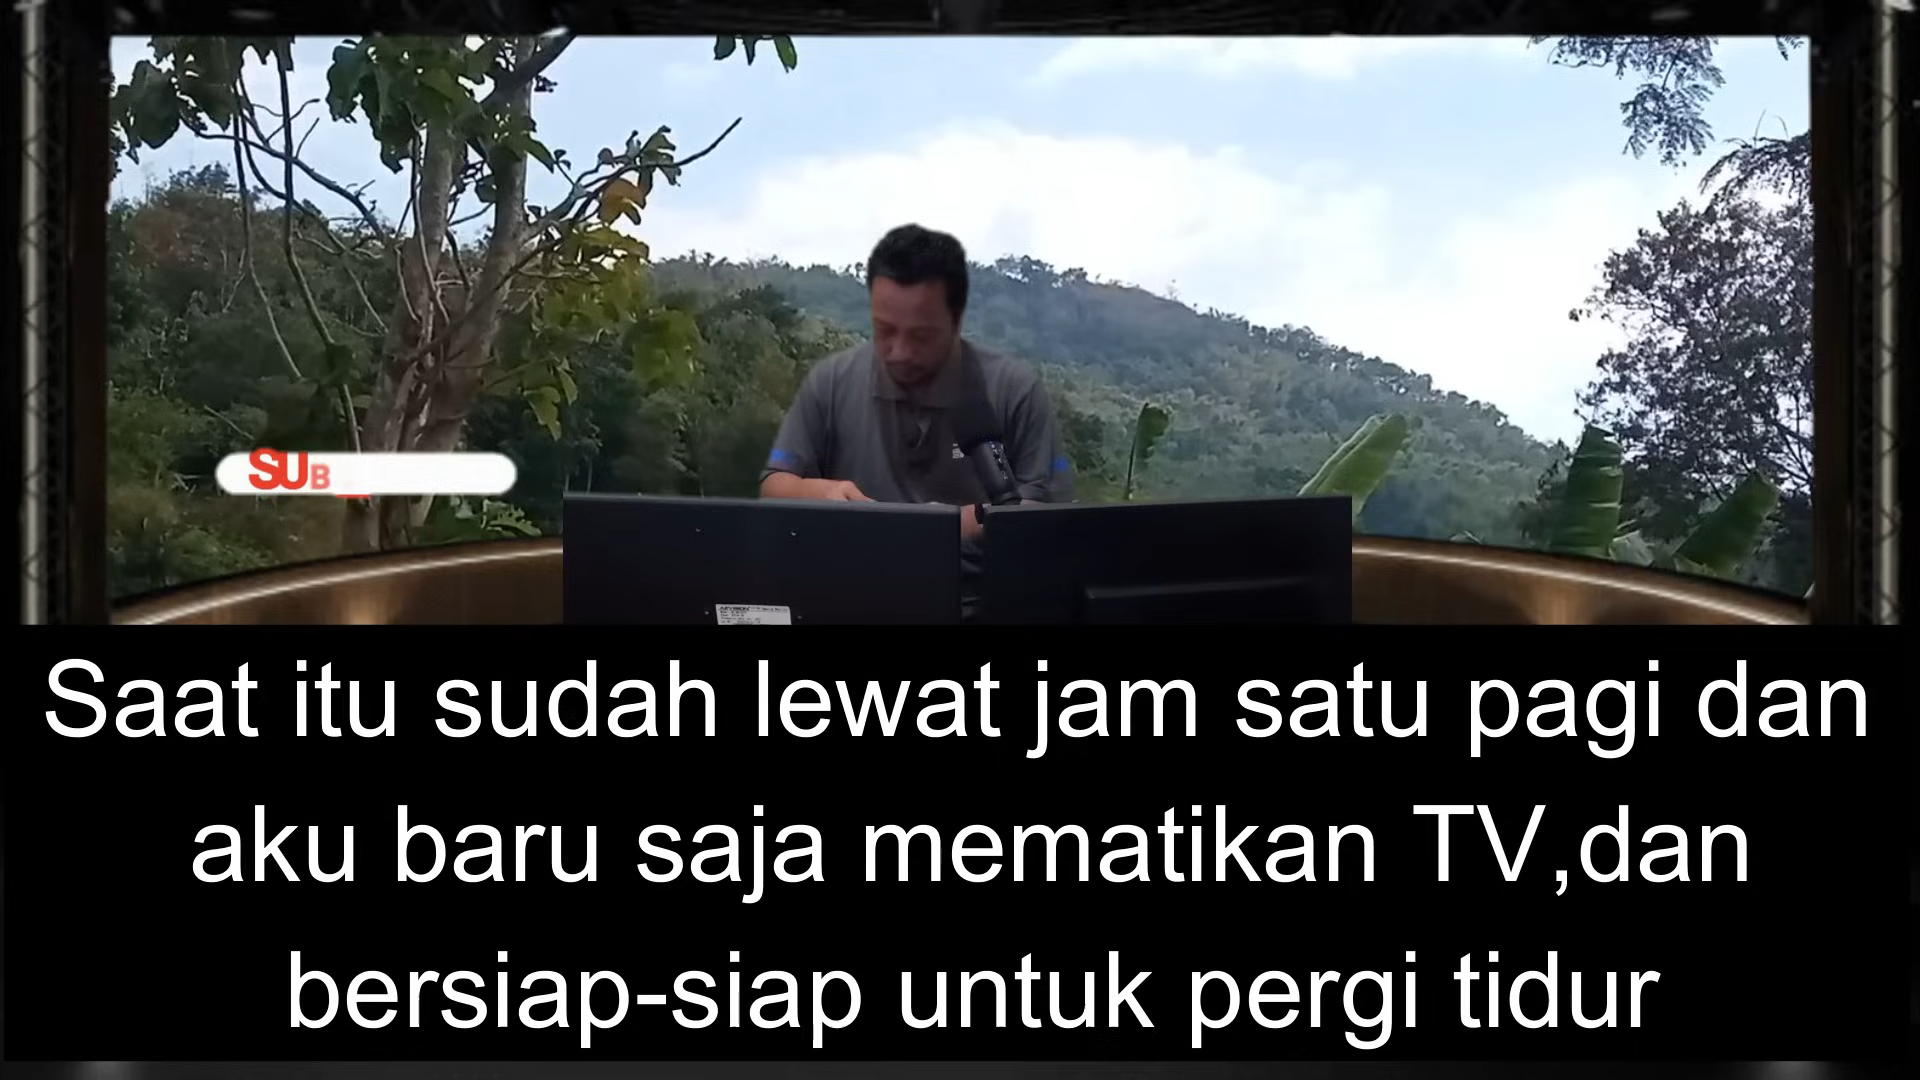 SUB
Saat itu sudah lewat jam satu pagi dan
aku baru saja mematikan TV,dan
bersiap-siap untuk pergi tidur